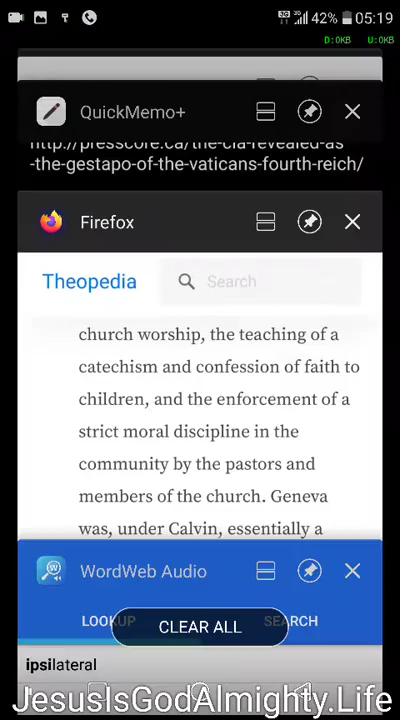 3G 42% 05:19
D:0KB U:0KB
QuickMemo+
http://presscore.ca/the-cia-revealed-as
-the-gestapo-of-the-vaticans-fourth-reich/
Firefox
Theopedia Search
church worship, the teaching of a
catechism and confession of faith to
children, and the enforcement of a
strict moral discipline in the
community by the pastors and
members of the church. Geneva
was, under Calvin, essentially a
WordWeb Audio
LOOKUP SEARCH
CLEAR ALL
ipsilateral
JesusIsGodAlmighty.Life